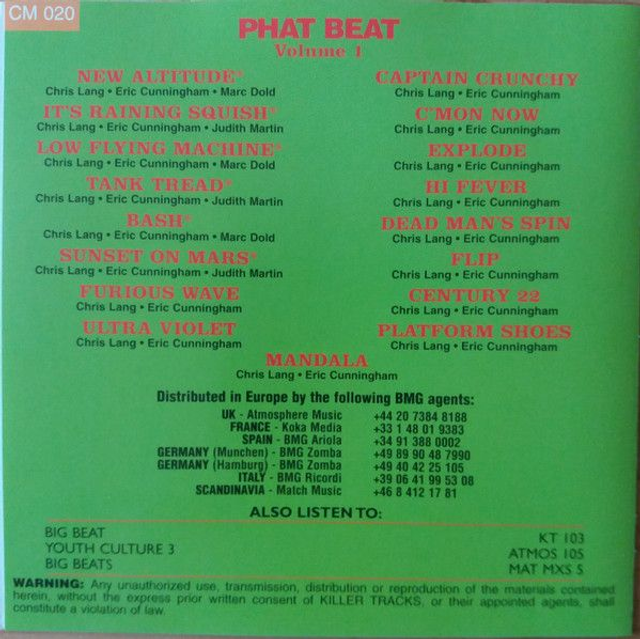 CM 020
PHAT BEAT
Volume 1
NEW ALTITUDE*
Chris Lang • Eric Cunningham • Marc Dold
IT'S RAINING SQUISH*
Chris Lang • Eric Cunningham • Judith Martin
LOW FLYING MACHINE*
Chris Lang • Eric Cunningham • Marc Dold
TANK TREAD*
Chris Lang • Eric Cunningham • Judith Martin
BASH*
Chris Lang • Eric Cunningham • Marc Dold
SUNSET ON MARS*
Chris Lang • Eric Cunningham • Judith Martin
FURIOUS WAVE
Chris Lang • Eric Cunningham
ULTRA VIOLET
Chris Lang • Eric Cunningham
CAPTAIN CRUNCHY
Chris Lang • Eric Cunningham
C'MON NOW
Chris Lang • Eric Cunningham
EXPLODE
Chris Lang • Eric Cunningham
HI FEVER
Chris Lang • Eric Cunningham
DEAD MAN'S SPIN
Chris Lang • Eric Cunningham
FLIP
Chris Lang • Eric Cunningham
CENTURY 22
Chris Lang • Eric Cunningham
PLATFORM SHOES
Chris Lang • Eric Cunningham
MANDALA
Chris Lang • Eric Cunningham
Distributed in Europe by the following BMG agents:
UK - Atmosphere Music +44 20 7384 8188
FRANCE - Koka Media +33 1 48 01 9383
SPAIN - BMG Ariola +34 91 388 0002
GERMANY (Munchen) - BMG Zomba +49 89 90 48 7990
GERMANY (Hamburg) - BMG Zomba +49 40 42 25 105
ITALY - BMG Ricordi +39 06 41 99 53 08
SCANDINAVIA - Match Music +46 8 412 17 81
ALSO LISTEN TO:
BIG BEAT KT 103
YOUTH CULTURE 3 ATMOS 105
BIG BEATS MAT MXS 5
WARNING: Any unauthorized use, transmission, distribution or reproduction of the materials contained
herein, without the express prior written consent of KILLER TRACKS, or their appointed agents, shall
constitute a violation of law.